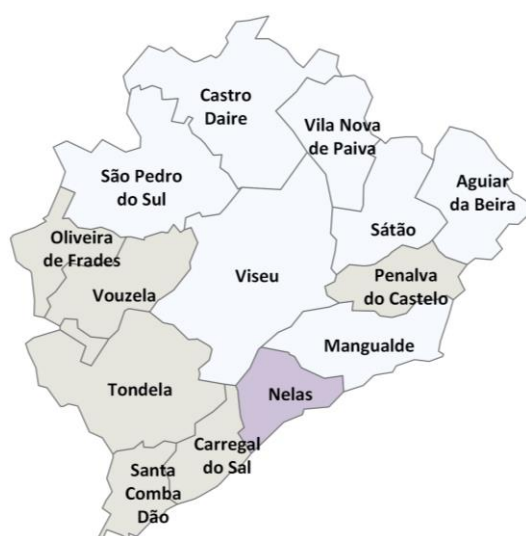 Castro
Daire
Vila Nova
de Paiva
São Pedro
do Sul
Aguiar
da Beira
Sátão
Oliveira
de Frades
Viseu
Penalva
do Castelo
Vouzela
Mangualde
Tondela
Nelas
Carregal
do Sal
Santa
Comba
Dão